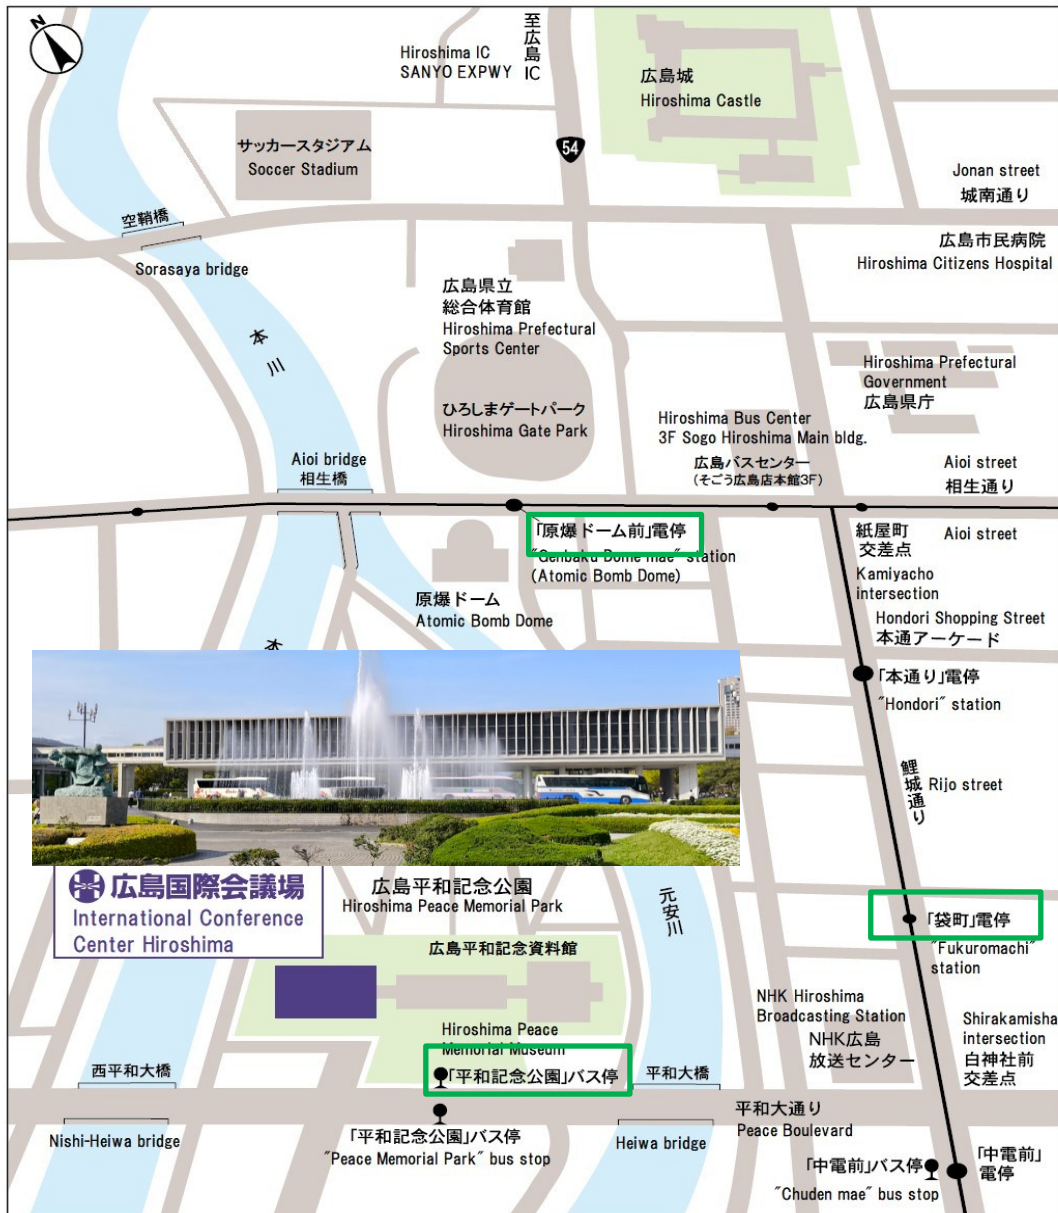 N
Hiroshima IC
SANYO EXPWY
至広島IC
広島城
Hiroshima Castle
54
サッカースタジアム
Soccer Stadium
Jonan street
城南通り
空鞘橋
Sorasaya bridge
広島市民病院
Hiroshima Citizens Hospital
広島県立
総合体育館
Hiroshima Prefectural
Sports Center
本川
Hiroshima Prefectural
Government
広島県庁
ひろしまゲートパーク
Hiroshima Gate Park
Hiroshima Bus Center
3F Sogo Hiroshima Main bldg.
広島バスセンター
(そごう広島店本館3F)
Aioi bridge
相生橋
Aioi street
相生通り
「原爆ドーム前」電停
"Genbaku Dome mae" station
(Atomic Bomb Dome)
紙屋町
交差点
Aioi street
Kamiyacho
intersection
原爆ドーム
Atomic Bomb Dome
Hondori Shopping Street
本通アーケード
本
「本通り」電停
"Hondori" station
鯉城通り
Rijo street
広島国際会議場
International Conference
Center Hiroshima
広島平和記念公園
Hiroshima Peace Memorial Park
元安川
「袋町」電停
"Fukuromachi"
station
広島平和記念資料館
Hiroshima Peace
Memorial Museum
NHK Hiroshima
Broadcasting Station
NHK広島
放送センター
Shirakamisha
intersection
白神社前
交差点
西平和大橋
「平和記念公園」バス停
平和大橋
Nishi-Heiwa bridge
「平和記念公園」バス停
"Peace Memorial Park" bus stop
Heiwa bridge
平和大通り
Peace Boulevard
「中電前」バス停
"Chuden mae" bus stop
「中電前」
電停